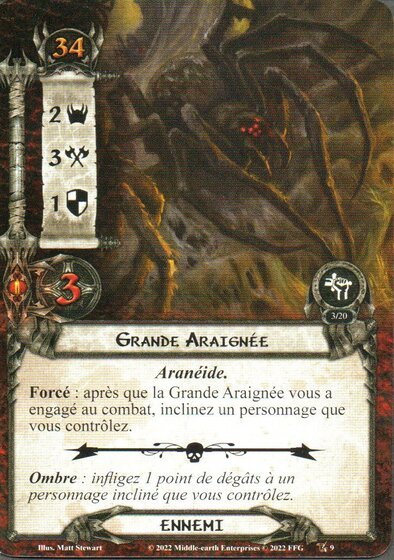 34
2
3
1
3
3/20
GRANDE ARAIGNÉE
Aranéide.
Forcé : après que la Grande Araignée vous a
engagé au combat, inclinez un personnage que
vous contrôlez.
Ombre : infligez 1 point de dégâts à un
personnage incliné que vous contrôlez.
ENNEMI
Illus. Matt Stewart © 2022 Middle-earth Enterprises © 2022 FFG 9